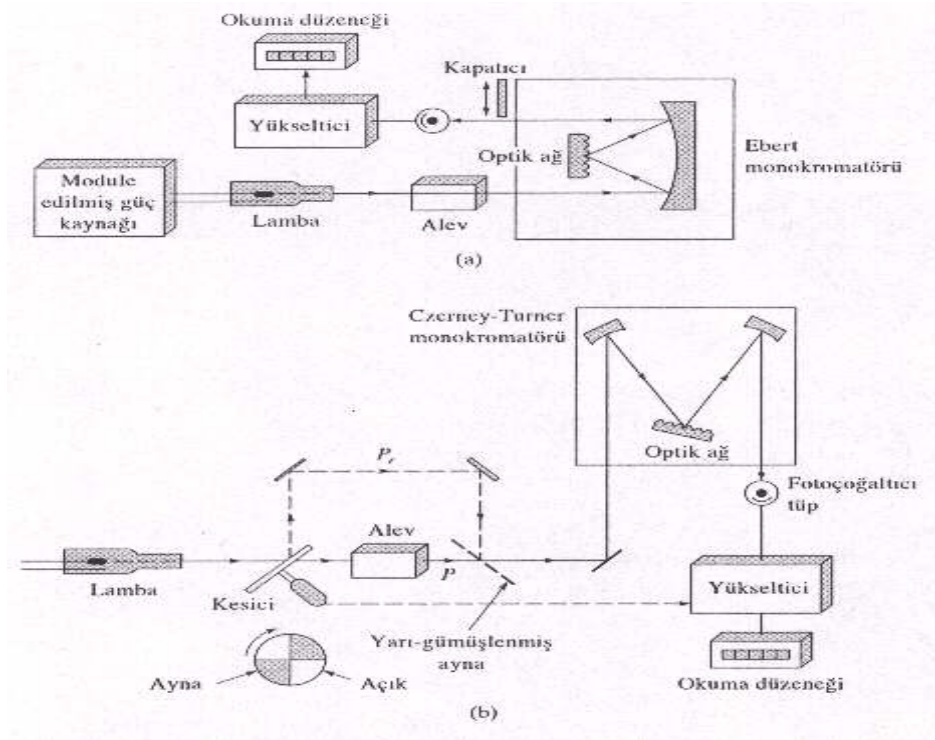 Okuma düzeneği
Kapatıcı
Yükseltici
Optik ağ
Ebert
monokromatörü
Module
edilmiş güç
kaynağı
Lamba
Alev
(a)
Czerney-Turner
monokromatörü
Optik ağ
Pr
Fotoçoğaltıcı
tüp
Alev
P
Lamba
Kesici
Yükseltici
Yarı-gümüşlenmiş
ayna
Ayna
Açık
Okuma düzeneği
(b)